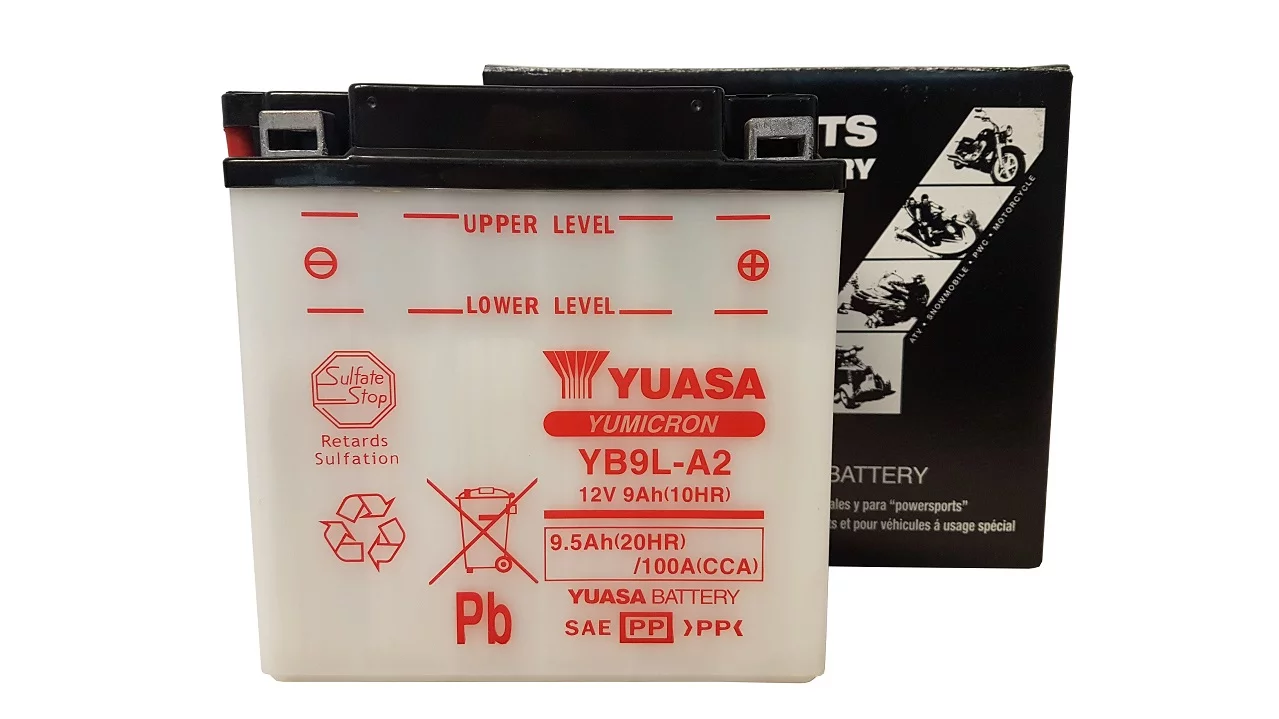 UPPER LEVEL
LOWER LEVEL
Sulfate
Stop
Retards
Sulfation
YUASA
YUMICRON
YB9L-A2
12V 9Ah(10HR)
9.5Ah(20HR)
/100A(CCA)
YUASA BATTERY
SAE PP >PP<
Pb
TS
RY
ATV • SNOWMOBILE • PWC • MOTORCYCLE
BATTERY
ales y para “powersports”
ts et pour véhicules á usage spécial